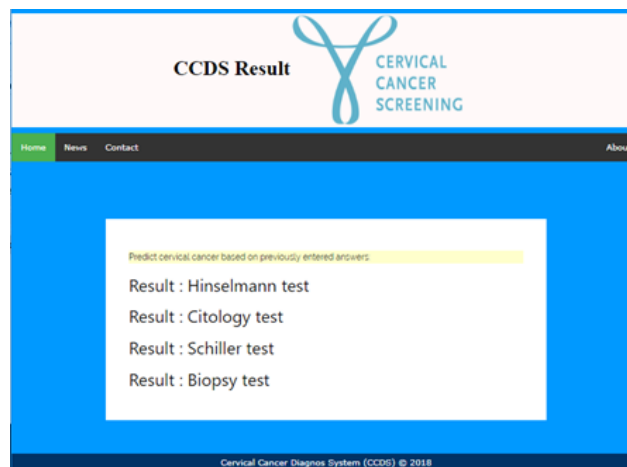 CCDS Result
CERVICAL
CANCER
SCREENING
Home News Contact Abou
Predict cervical cancer based on previously entered answers
Result : Hinselmann test
Result : Citology test
Result : Schiller test
Result : Biopsy test
Cervical Cancer Diagnos System (CCDS) © 2018